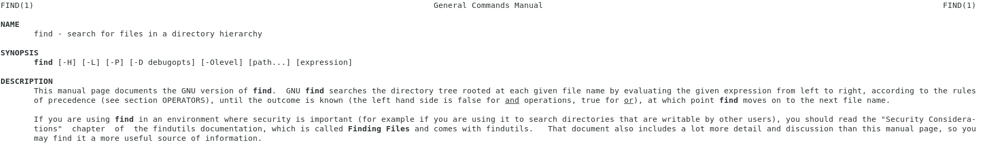 FIND(1) General Commands Manual FIND(1)
NAME
find - search for files in a directory hierarchy
SYNOPSIS
find [-H] [-L] [-P] [-D debugopts] [-Olevel] [path...] [expression]
DESCRIPTION
This manual page documents the GNU version of find. GNU find searches the directory tree rooted at each given file name by evaluating the given expression from left to right, according to the rules
of precedence (see section OPERATORS), until the outcome is known (the left hand side is false for and operations, true for or), at which point find moves on to the next file name.
If you are using find in an environment where security is important (for example if you are using it to search directories that are writable by other users), you should read the "Security Considera-
tions" chapter of the findutils documentation, which is called Finding Files and comes with findutils. That document also includes a lot more detail and discussion than this manual page, so you
may find it a more useful source of information.